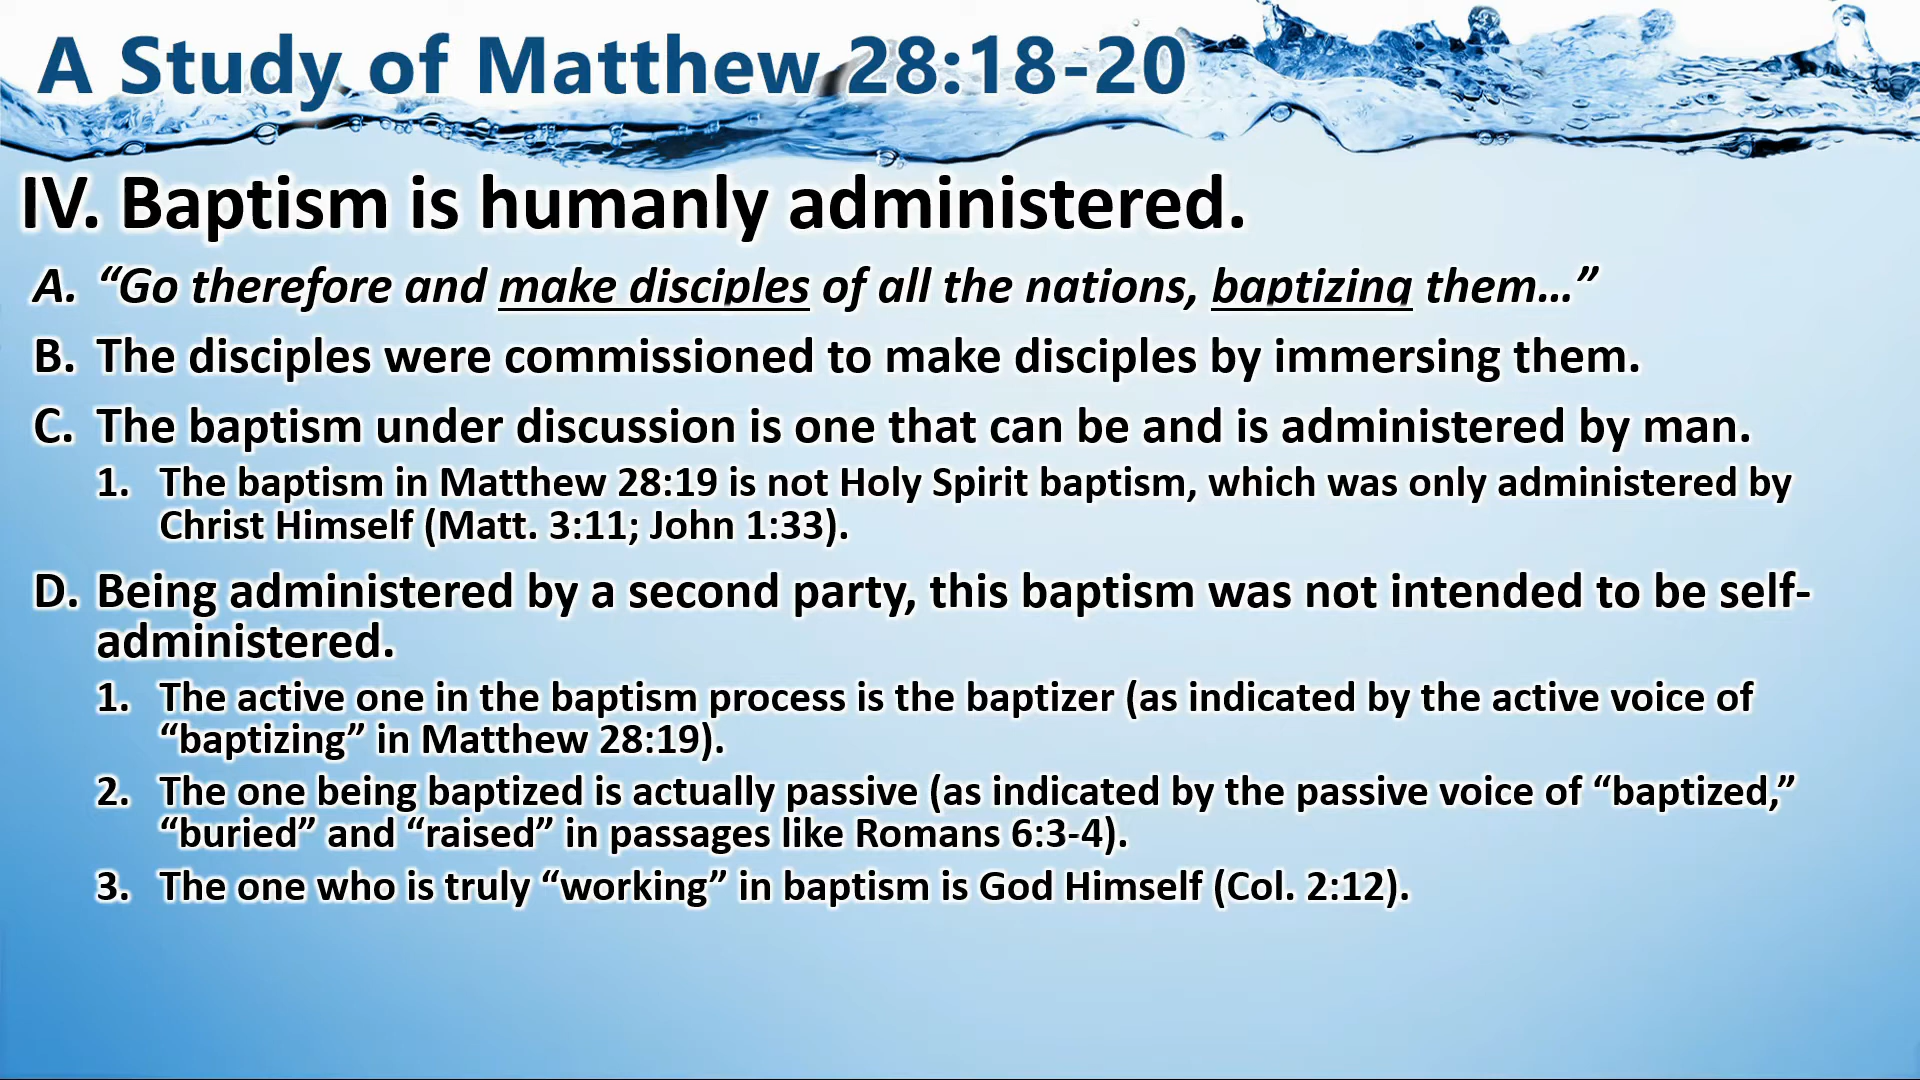 A Study of Matthew 28:18-20
IV. Baptism is humanly administered.
A. “Go therefore and make disciples of all the nations, baptizing them…”
B. The disciples were commissioned to make disciples by immersing them.
C. The baptism under discussion is one that can be and is administered by man.
1. The baptism in Matthew 28:19 is not Holy Spirit baptism, which was only administered by
Christ Himself (Matt. 3:11; John 1:33).
D. Being administered by a second party, this baptism was not intended to be self-
administered.
1. The active one in the baptism process is the baptizer (as indicated by the active voice of
“baptizing” in Matthew 28:19).
2. The one being baptized is actually passive (as indicated by the passive voice of “baptized,”
“buried” and “raised” in passages like Romans 6:3-4).
3. The one who is truly “working” in baptism is God Himself (Col. 2:12).